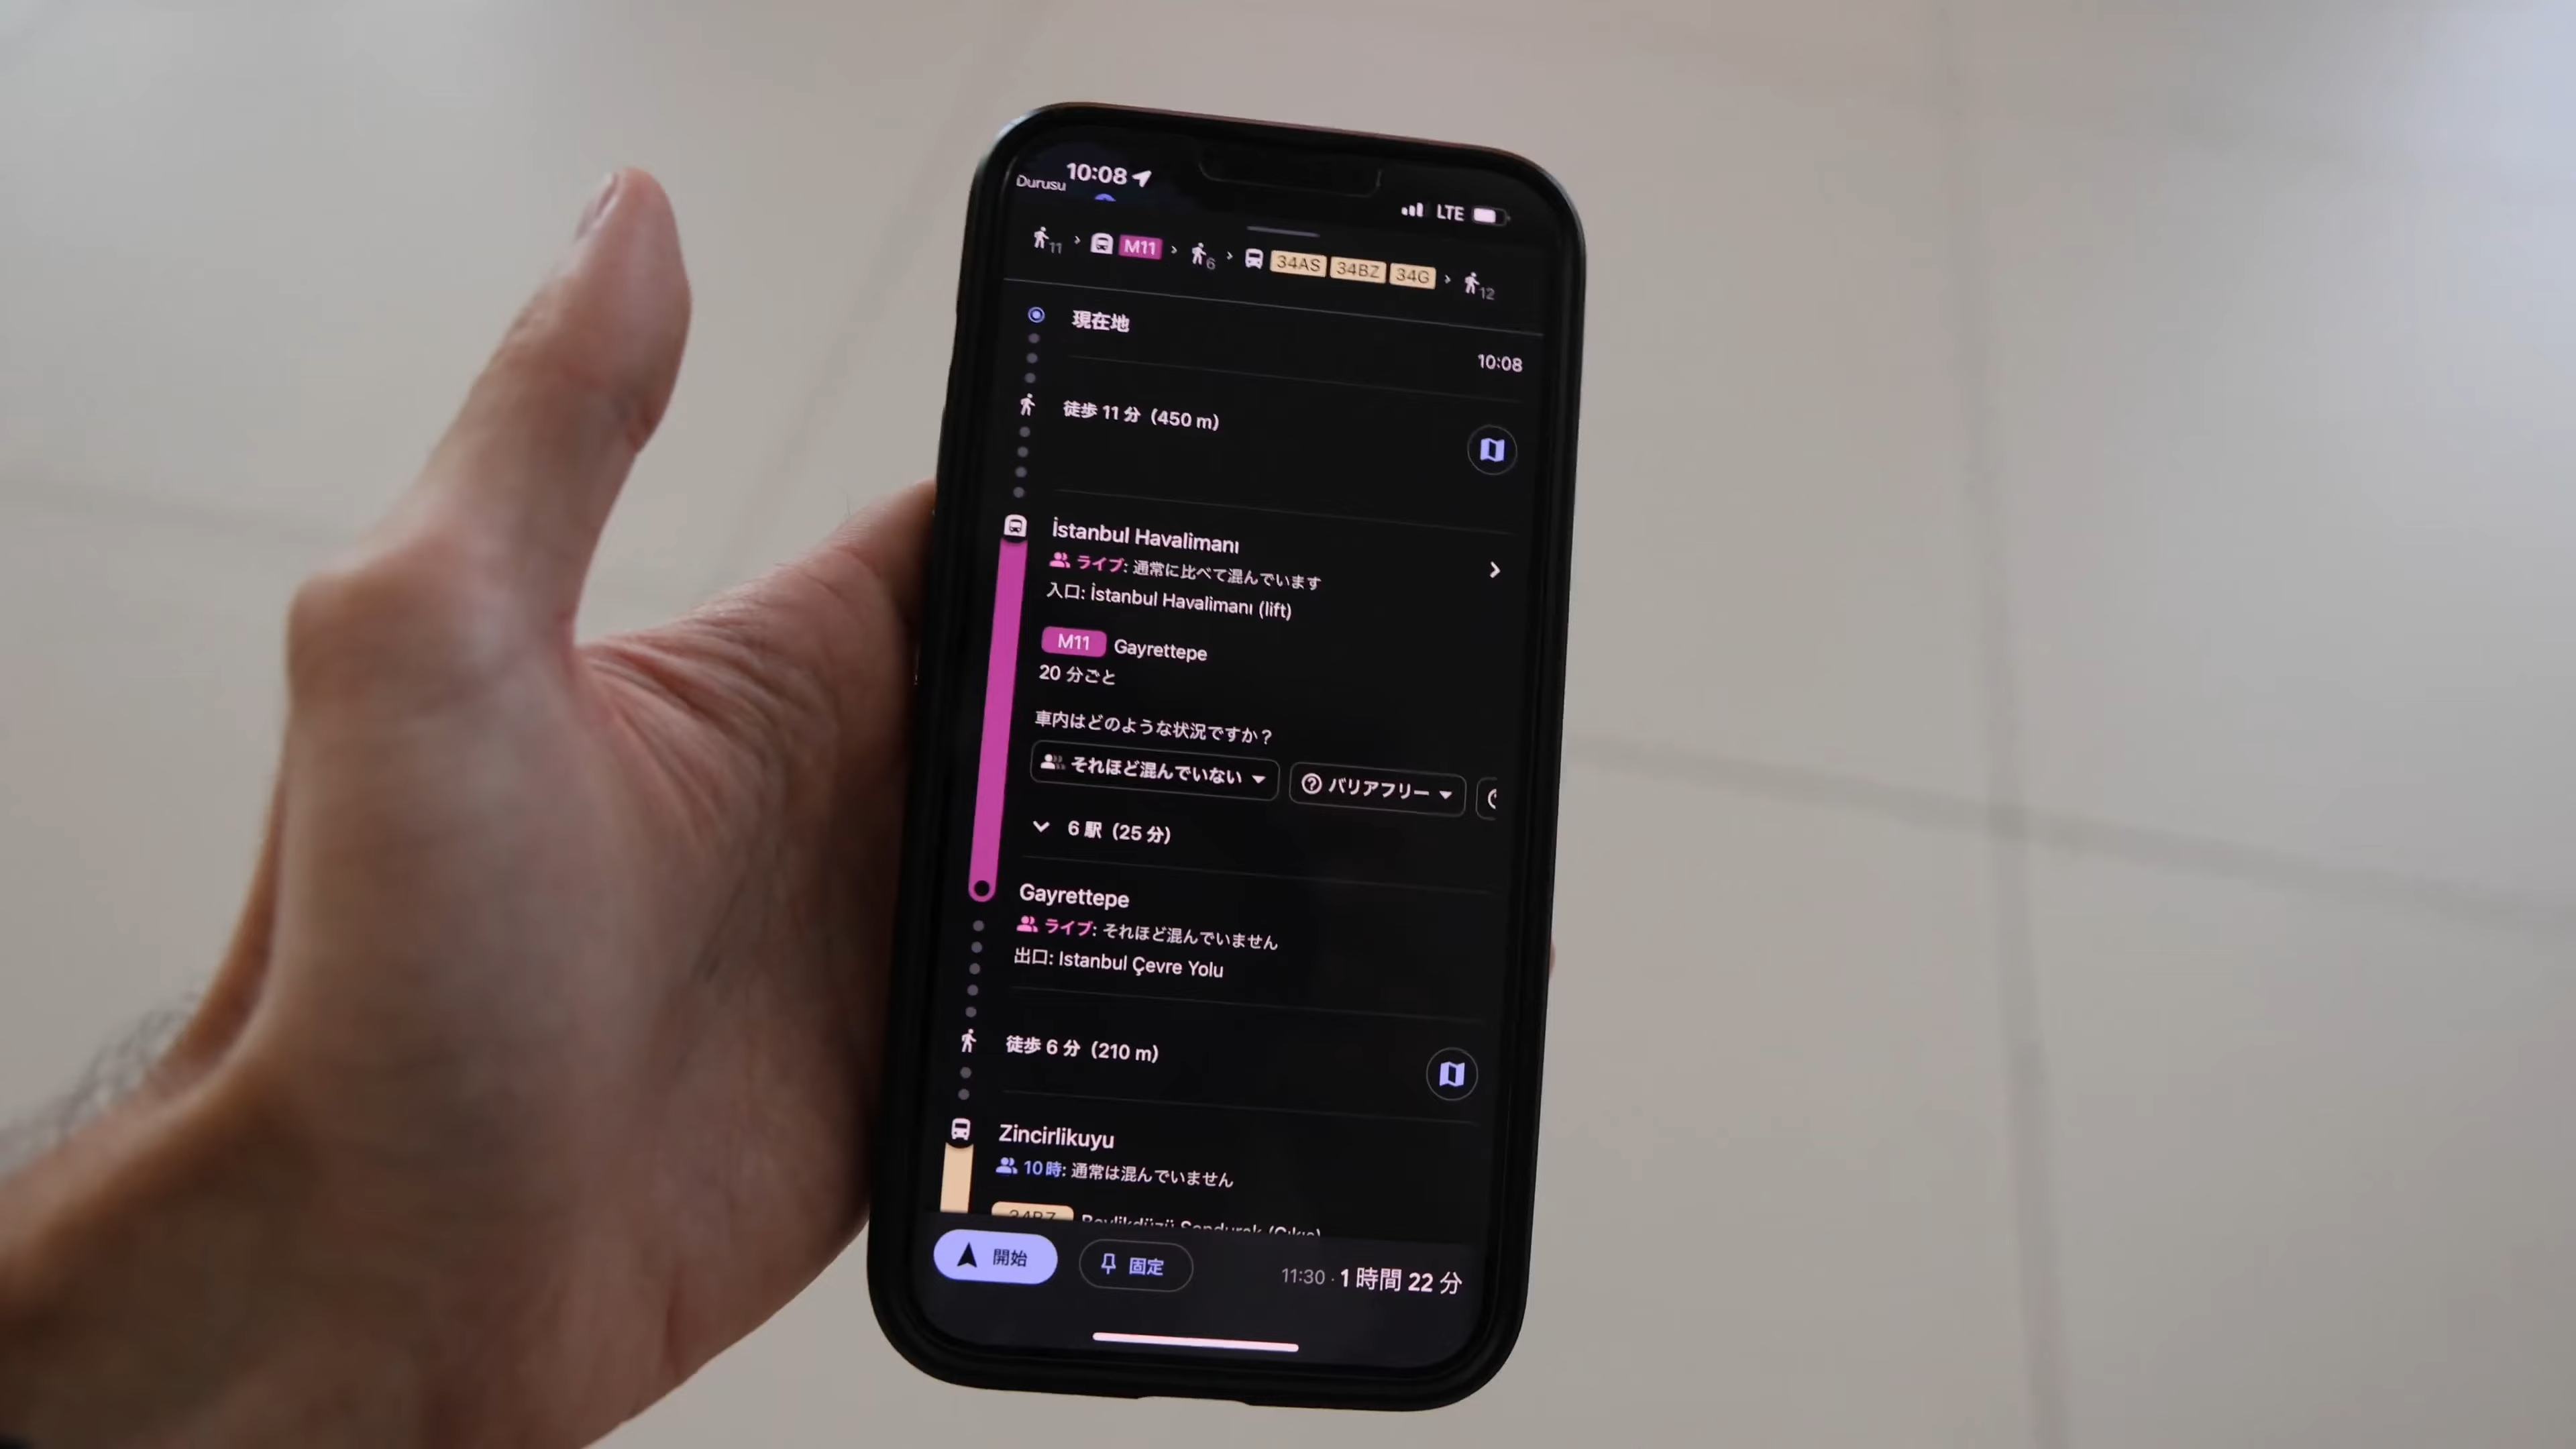 10:08
Durusu
LTE
11 M11 6 34AS 34BZ 34G 12
現在地
10:08
徒歩 11 分（450 m）
İstanbul Havalimanı
ライブ: 通常に比べて混んでいます
入口: İstanbul Havalimanı (lift)
M11 Gayrettepe
20 分ごと
車内はどのような状況ですか？
それほど混んでいない バリアフリー
6 駅（25 分）
Gayrettepe
ライブ: それほど混んでいません
出口: Istanbul Çevre Yolu
徒歩 6 分（210 m）
Zincirlikuyu
10 時: 通常は混んでいません
34BZ
開始 固定 11:30 · 1 時間 22 分